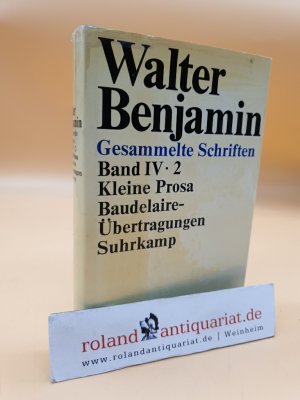 Walter
Benjamin
Gesammelte Schriften
Band IV·2
Kleine Prosa
Baudelaire-
Übertragungen
Suhrkamp
roland antiquariat.de
www.rolandantiquariat.de | Weinheim